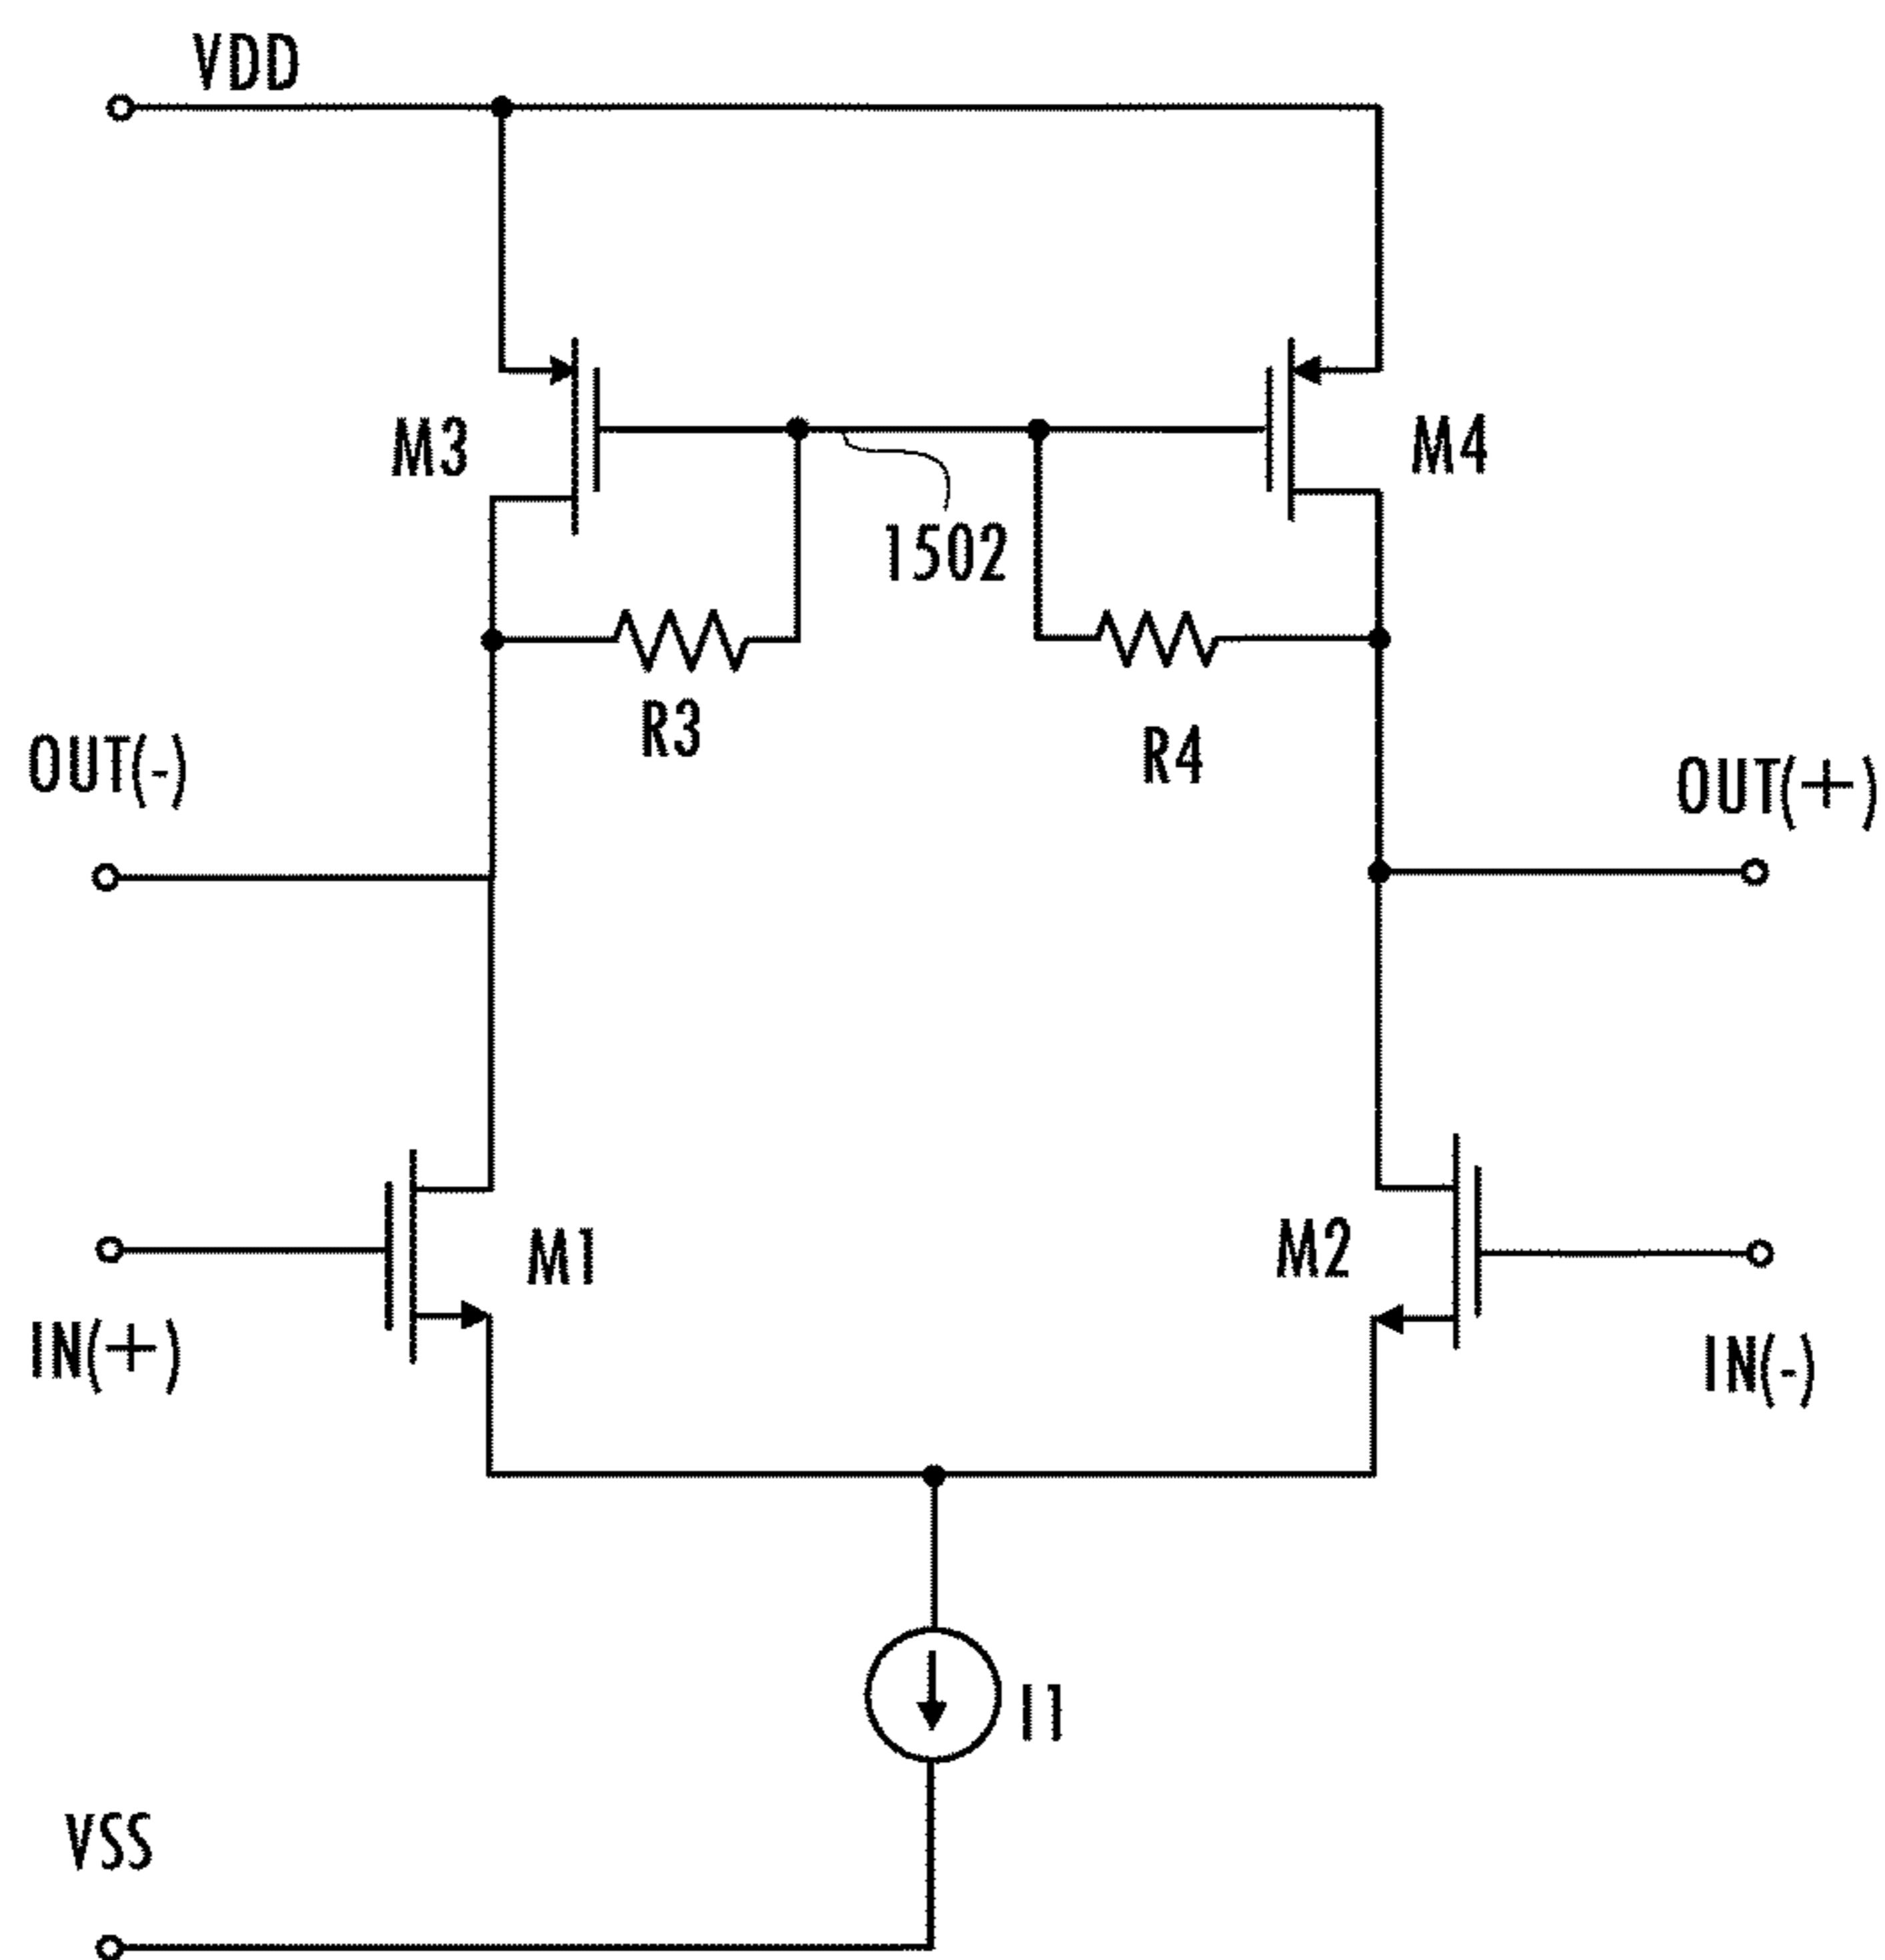 VDD
M3
M4
1502
R3
R4
OUT(-)
OUT(+)
M1
M2
IN(+)
IN(-)
I1
VSS